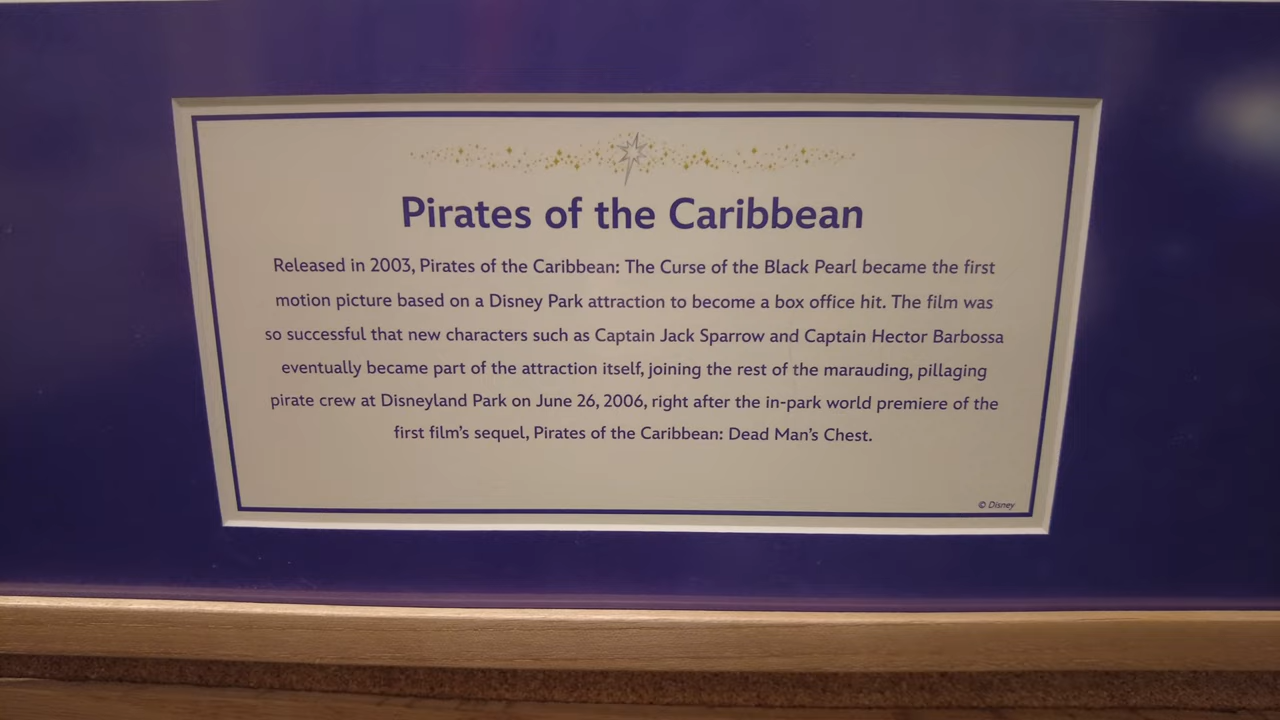 Pirates of the Caribbean
Released in 2003, Pirates of the Caribbean: The Curse of the Black Pearl became the first
motion picture based on a Disney Park attraction to become a box office hit. The film was
so successful that new characters such as Captain Jack Sparrow and Captain Hector Barbossa
eventually became part of the attraction itself, joining the rest of the marauding, pillaging
pirate crew at Disneyland Park on June 26, 2006, right after the in-park world premiere of the
first film's sequel, Pirates of the Caribbean: Dead Man's Chest.
© Disney